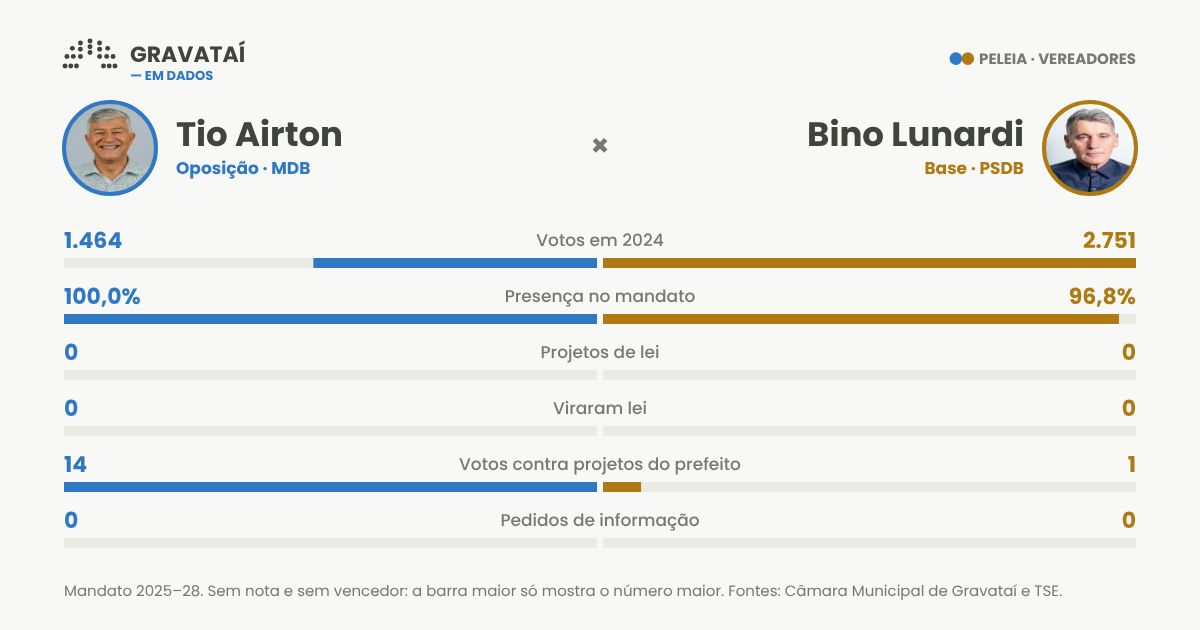 GRAVATAÍ
— EM DADOS
PELEIA · VEREADORES
Tio Airton
Oposição · MDB
×
Bino Lunardi
Base · PSDB
1.464 Votos em 2024 2.751
100,0% Presença no mandato 96,8%
0 Projetos de lei 0
0 Viraram lei 0
14 Votos contra projetos do prefeito 1
0 Pedidos de informação 0
Mandato 2025–28. Sem nota e sem vencedor: a barra maior só mostra o número maior. Fontes: Câmara Municipal de Gravataí e TSE.